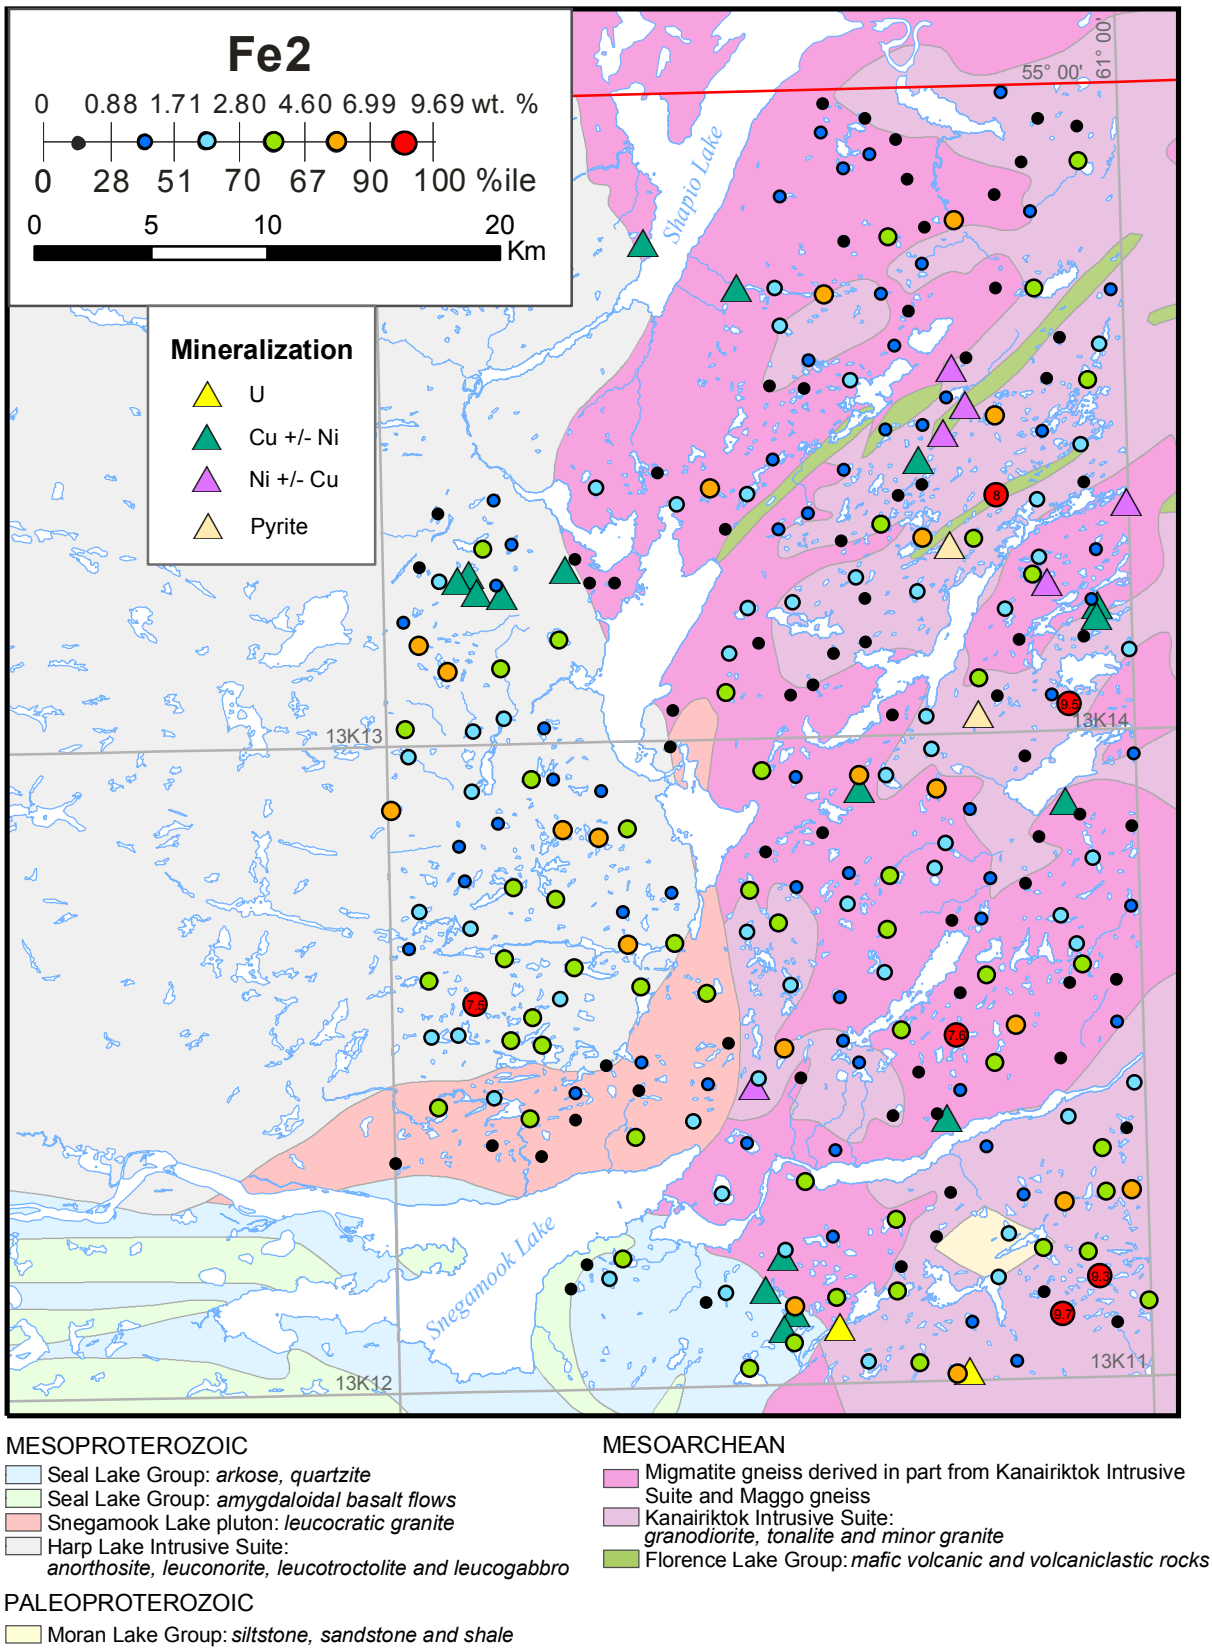 Fe2
0 0.88 1.71 2.80 4.60 6.99 9.69 wt. %
0 28 51 70 67 90 100 %ile
0 5 10 20
Km
Mineralization
U
Cu +/- Ni
Ni +/- Cu
Pyrite
55° 00'
61° 00'
Shapio Lake
8
9.5
13K13
13K14
7.5
7.6
Snegamook Lake
9.3
9.7
13K12
13K11
MESOPROTEROZOIC
Seal Lake Group: arkose, quartzite
Seal Lake Group: amygdaloidal basalt flows
Snegamook Lake pluton: leucocratic granite
Harp Lake Intrusive Suite:
anorthosite, leuconorite, leucotroctolite and leucogabbro
PALEOPROTEROZOIC
Moran Lake Group: siltstone, sandstone and shale
MESOARCHEAN
Migmatite gneiss derived in part from Kanairiktok Intrusive
Suite and Maggo gneiss
Kanairiktok Intrusive Suite:
granodiorite, tonalite and minor granite
Florence Lake Group: mafic volcanic and volcaniclastic rocks